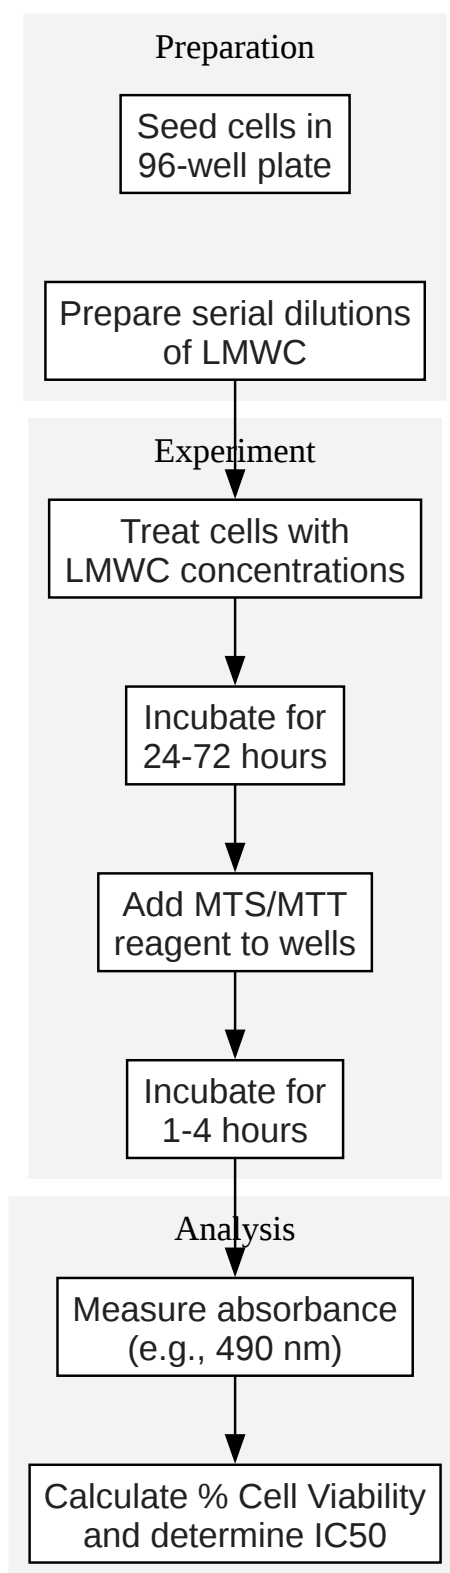 Preparation
Seed cells in
96-well plate
Prepare serial dilutions
of LMWC
Experiment
Treat cells with
LMWC concentrations
Incubate for
24-72 hours
Add MTS/MTT
reagent to wells
Incubate for
1-4 hours
Analysis
Measure absorbance
(e.g., 490 nm)
Calculate % Cell Viability
and determine IC50